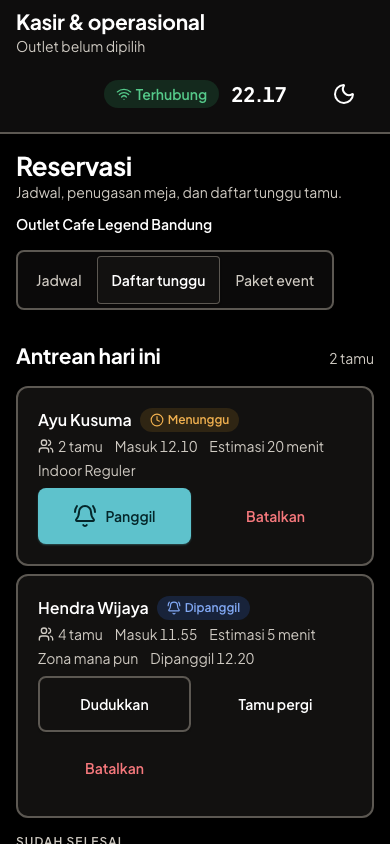 Kasir & operasional
Outlet belum dipilih
Terhubung 22.17
Reservasi
Jadwal, penugasan meja, dan daftar tunggu tamu.
Outlet Cafe Legend Bandung
Jadwal Daftar tunggu Paket event
Antrean hari ini 2 tamu
Ayu Kusuma Menunggu
2 tamu Masuk 12.10 Estimasi 20 menit
Indoor Reguler
Panggil Batalkan
Hendra Wijaya Dipanggil
4 tamu Masuk 11.55 Estimasi 5 menit
Zona mana pun Dipanggil 12.20
Dudukkan Tamu pergi
Batalkan
SUDAH SELESAI